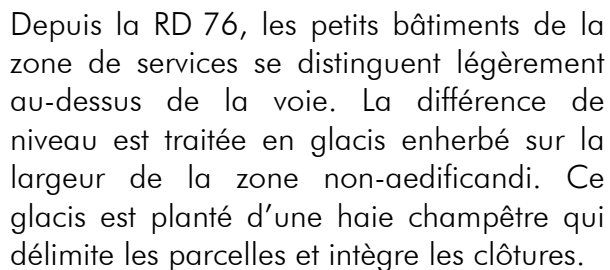 Depuis la RD 76, les petits bâtiments de la
zone de services se distinguent légèrement
au-dessus de la voie. La différence de
niveau est traitée en glacis enherbé sur la
largeur de la zone non-aedificandi. Ce
glacis est planté d’une haie champêtre qui
délimite les parcelles et intègre les clôtures.